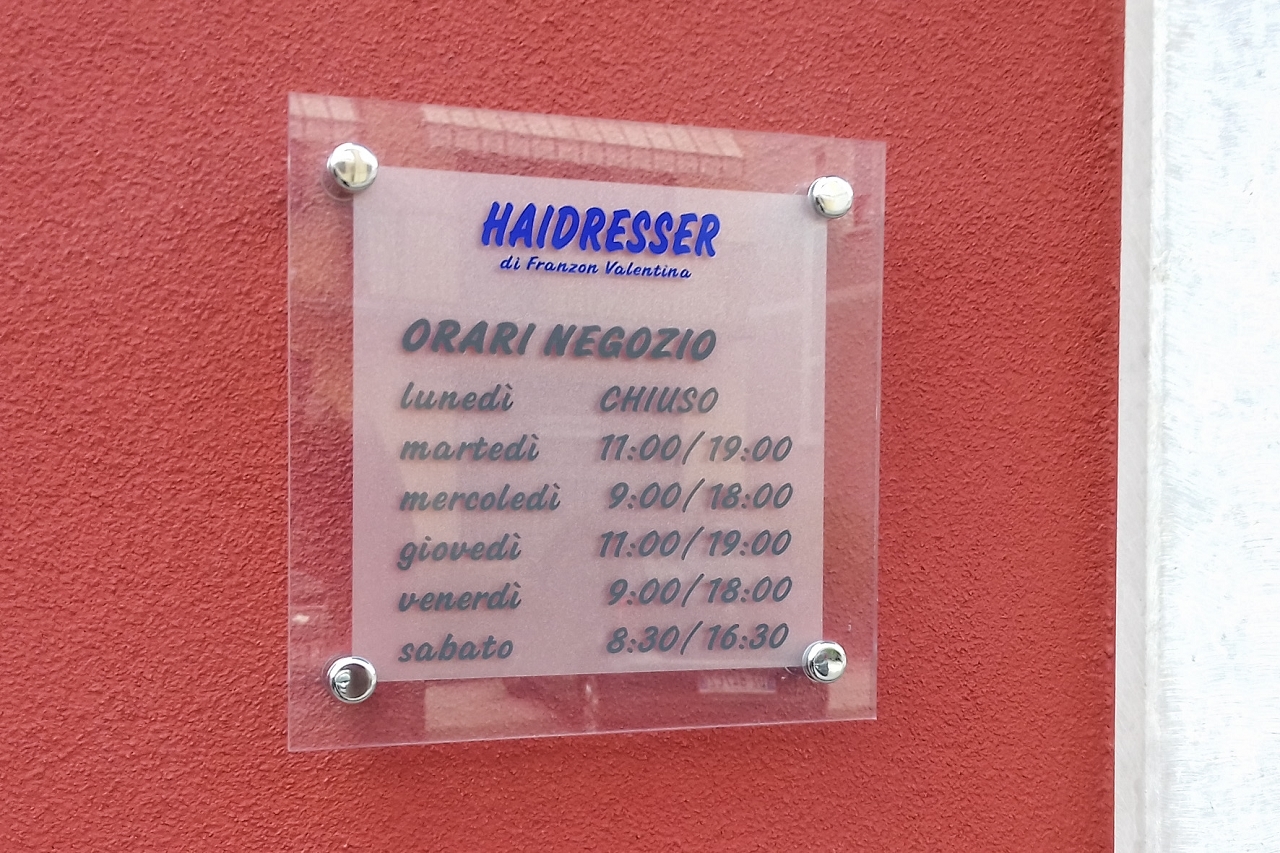 HAIDRESSER
di Franzon Valentina
ORARI NEGOZIO
lunedì CHIUSO
martedì 11:00/19:00
mercoledì 9:00/18:00
giovedì 11:00/19:00
venerdì 9:00/18:00
sabato 8:30/16:30